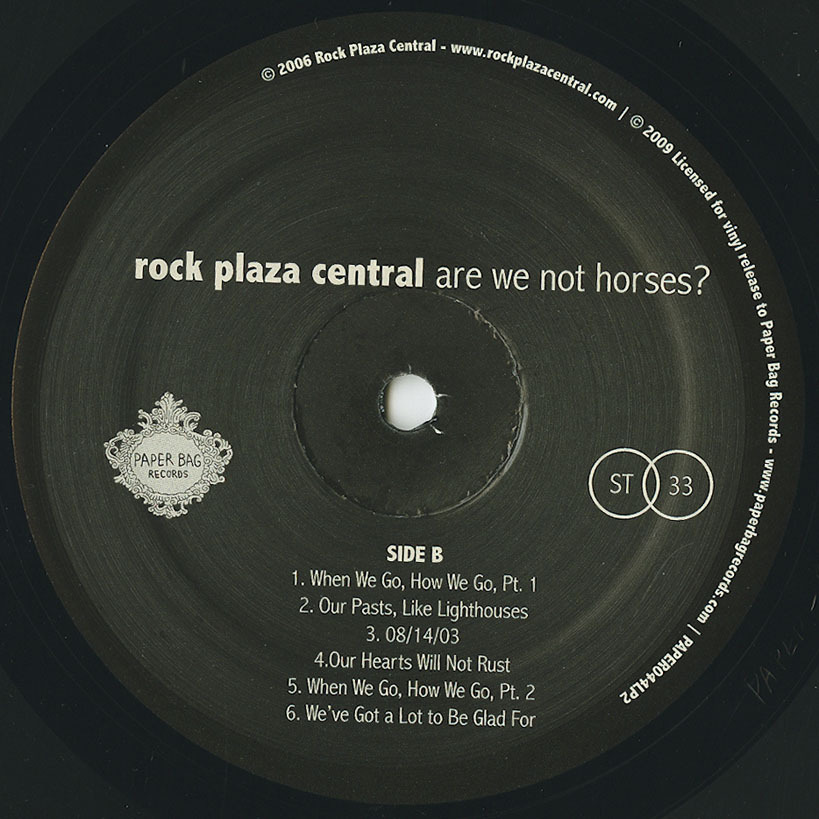 © 2006 Rock Plaza Central - www.rockplazacentral.com | © 2009 Licensed for vinyl release to Paper Bag Records - www.paperbagrecords.com | PAPER044LP2
rock plaza central are we not horses?
PAPER BAG
RECORDS
ST 33
SIDE B
1. When We Go, How We Go, Pt. 1
2. Our Pasts, Like Lighthouses
3. 08/14/03
4.Our Hearts Will Not Rust
5. When We Go, How We Go, Pt. 2
6. We've Got a Lot to Be Glad For